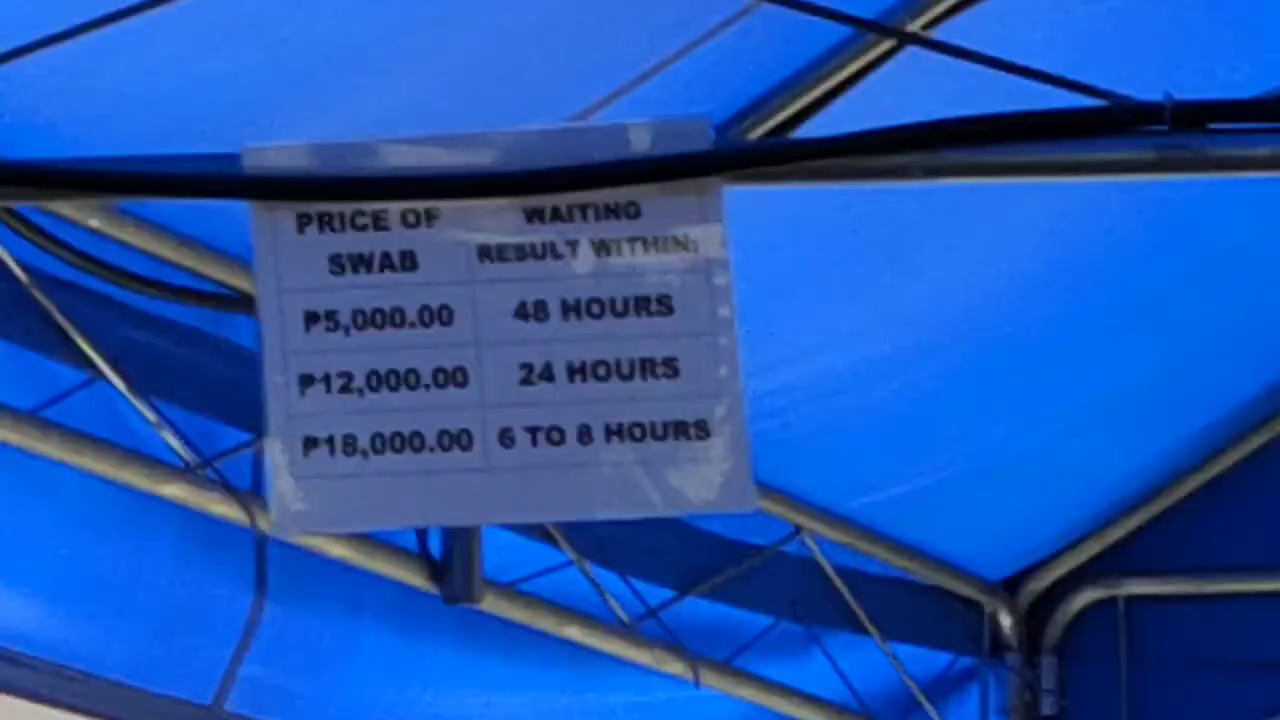 PRICE OF SWAB WAITING RESULT WITHIN:
₱5,000.00 48 HOURS
₱12,000.00 24 HOURS
₱18,000.00 6 TO 8 HOURS